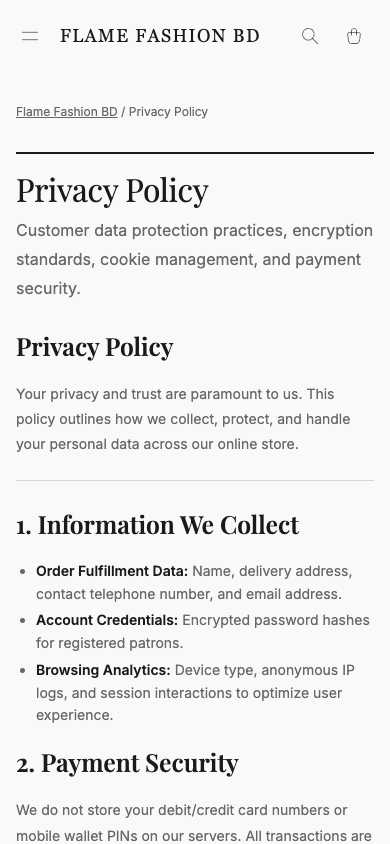 FLAME FASHION BD
Flame Fashion BD / Privacy Policy
Privacy Policy
Customer data protection practices, encryption
standards, cookie management, and payment
security.
Privacy Policy
Your privacy and trust are paramount to us. This
policy outlines how we collect, protect, and handle
your personal data across our online store.
1. Information We Collect
• Order Fulfillment Data: Name, delivery address,
contact telephone number, and email address.
• Account Credentials: Encrypted password hashes
for registered patrons.
• Browsing Analytics: Device type, anonymous IP
logs, and session interactions to optimize user
experience.
2. Payment Security
We do not store your debit/credit card numbers or
mobile wallet PINs on our servers. All transactions are